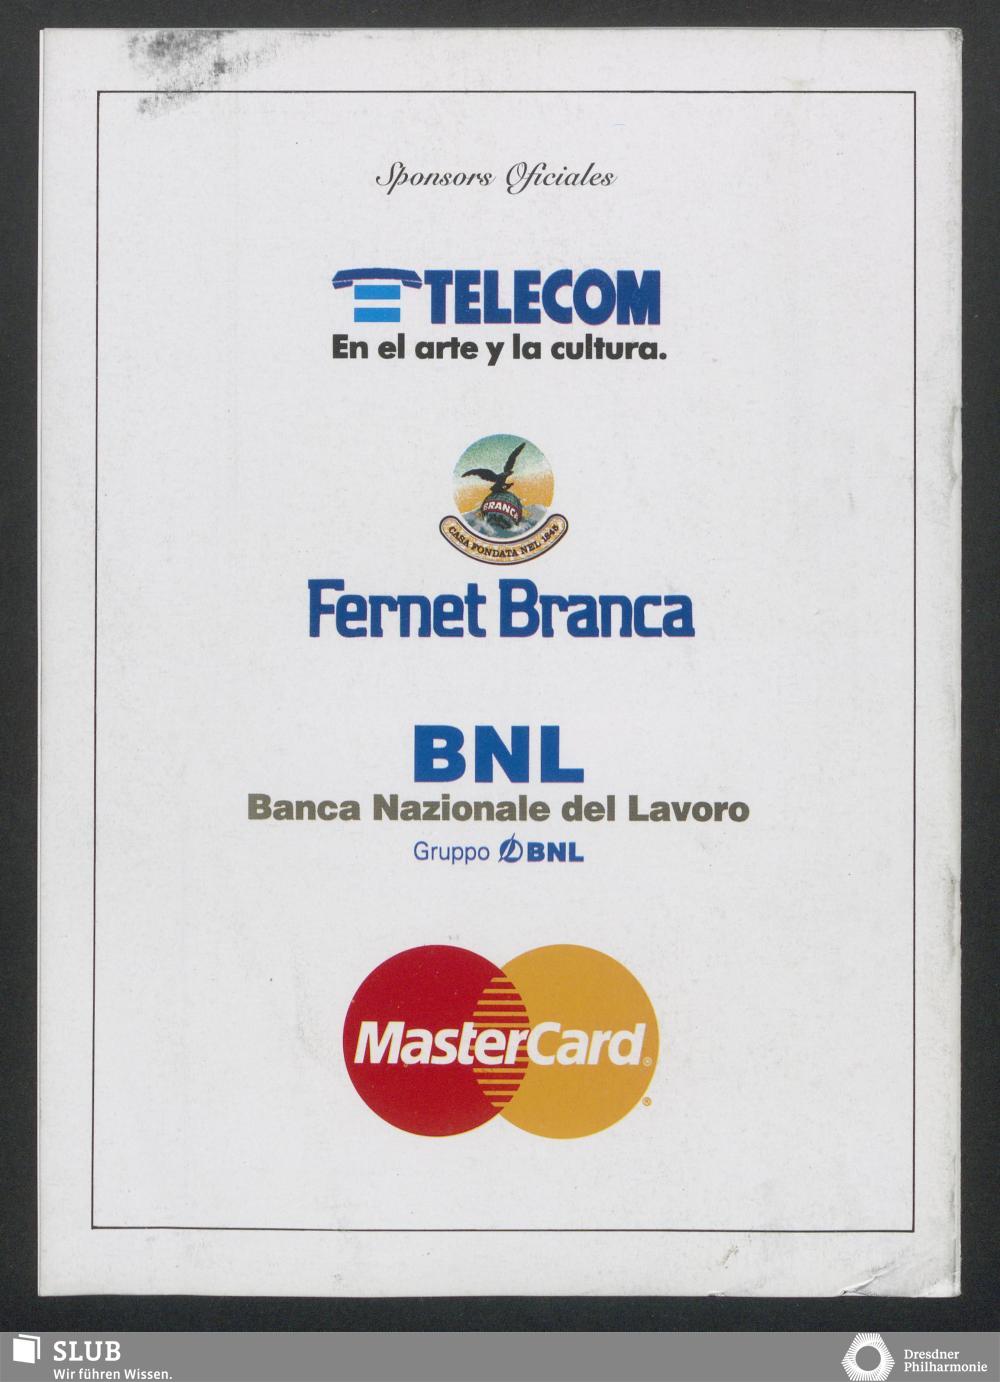 Sponsors Oficiales
TELECOM
En el arte y la cultura.
BRANCA
CASA FONDATA NEL 1845
Fernet Branca
BNL
Banca Nazionale del Lavoro
Gruppo BNL
MasterCard®
®
SLUB
Wir führen Wissen.
Dresdner
Philharmonie